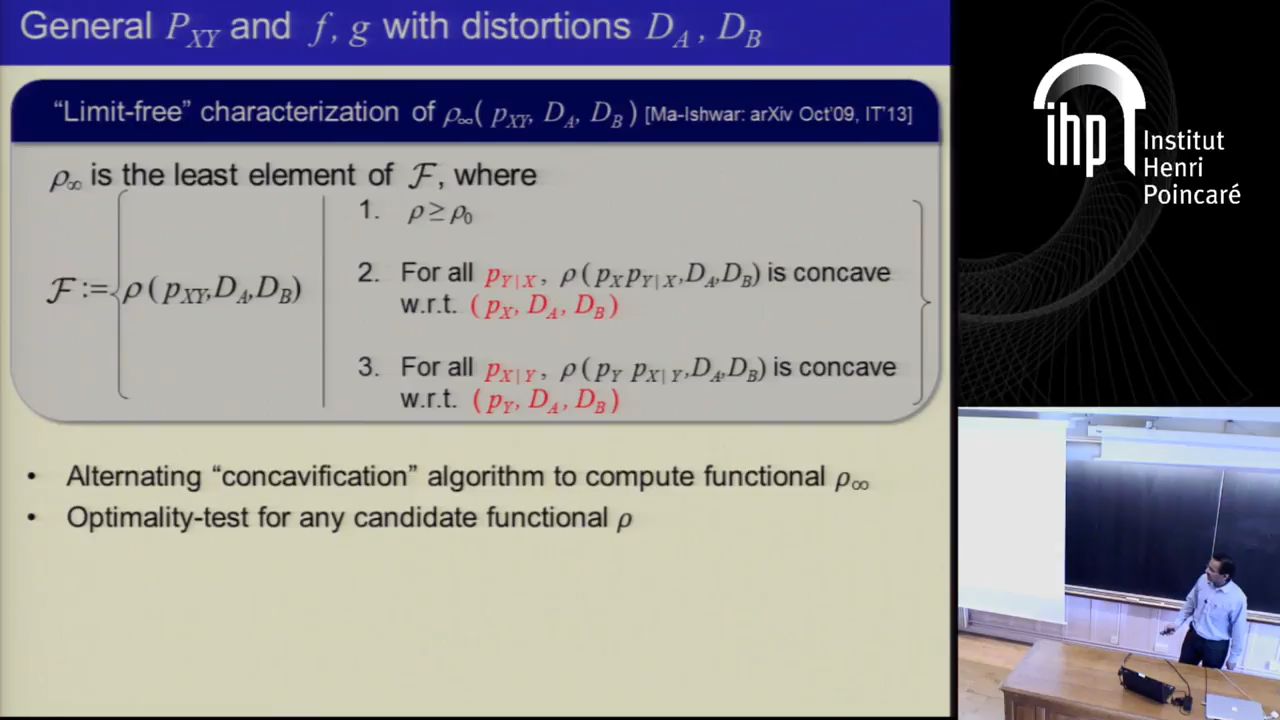 General P_XY and f, g with distortions D_A , D_B
“Limit-free” characterization of ρ∞( p_XY, D_A, D_B ) [Ma-Ishwar: arXiv Oct’09, IT’13]
ρ∞ is the least element of ℱ, where
ℱ := { ρ ( p_XY, D_A, D_B )
1. ρ ≥ ρ_0
2. For all p_Y|X , ρ ( p_X p_Y|X, D_A, D_B ) is concave
w.r.t. ( p_X, D_A, D_B )
3. For all p_X|Y, ρ ( p_Y p_X|Y, D_A, D_B ) is concave
w.r.t. ( p_Y, D_A, D_B ) }
• Alternating “concavification” algorithm to compute functional ρ∞
• Optimality-test for any candidate functional ρ
ihp
Institut
Henri
Poincaré